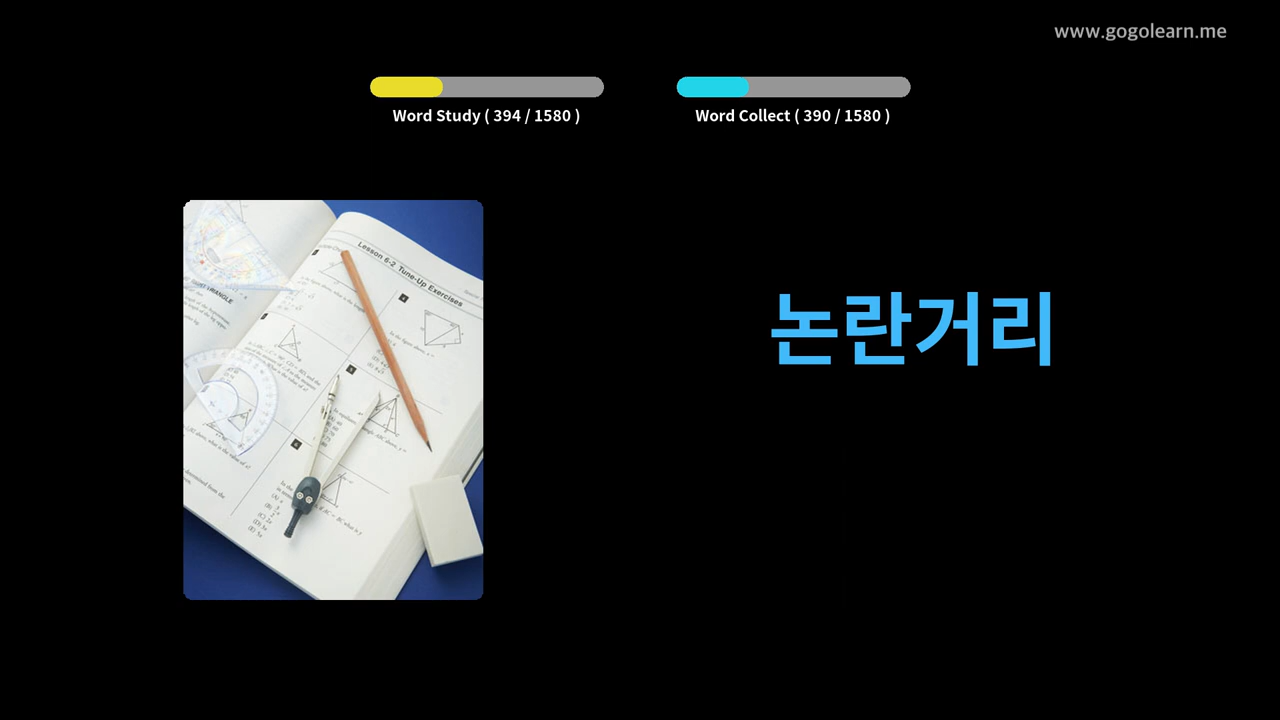 www.gogolearn.me
Word Study ( 394 / 1580 )
Word Collect ( 390 / 1580 )
Lesson 6-2 Tune-Up Exercises
논란거리